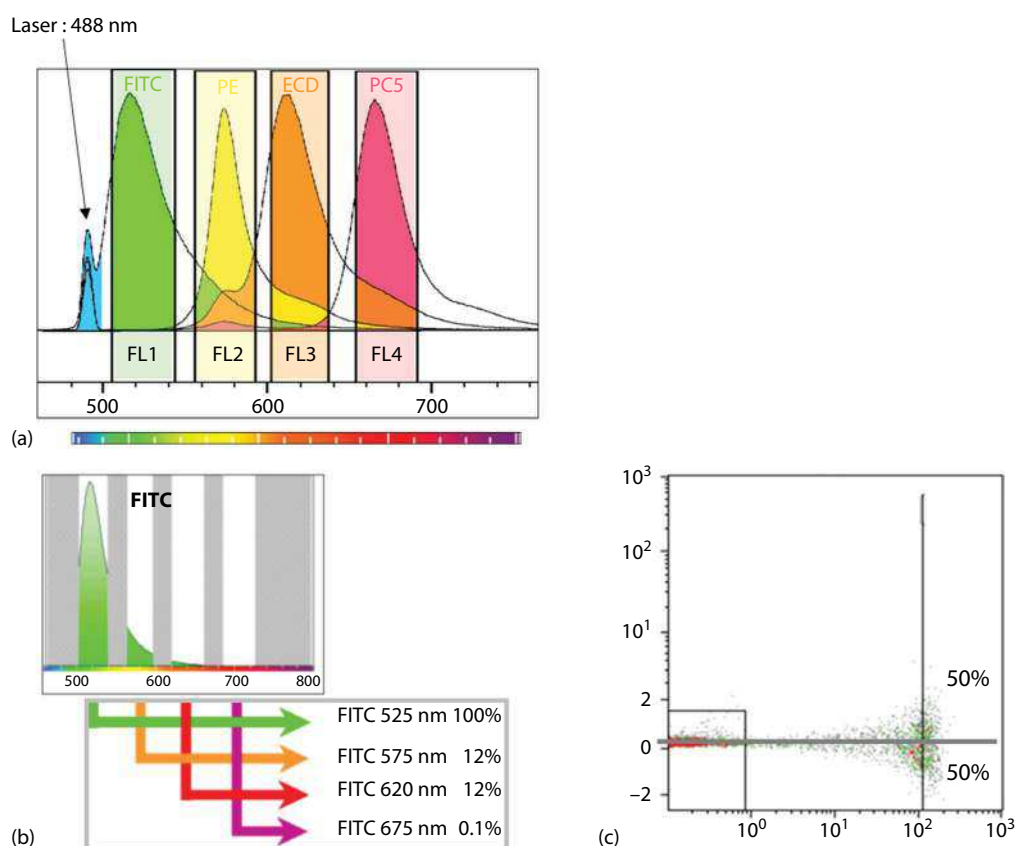 Laser : 488 nm
FITC PE ECD PC5
FL1 FL2 FL3 FL4
500 600 700
(a)
FITC
500 600 700 800
FITC 525 nm 100%
FITC 575 nm 12%
FITC 620 nm 12%
FITC 675 nm 0.1%
(b)
10³
10²
10¹
2
0
–2
50%
50%
10⁰ 10¹ 10² 10³
(c)